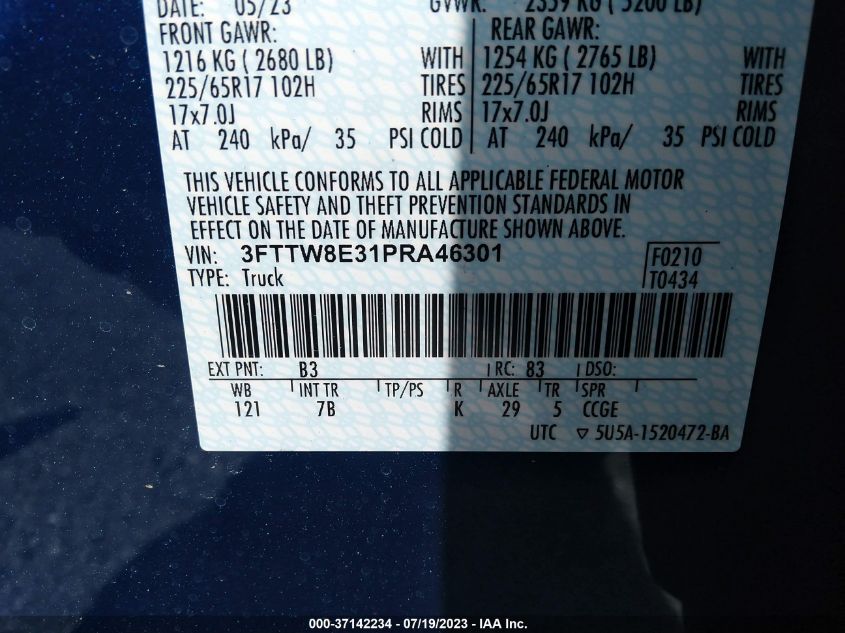 DATE: 05/23 GVWR: 2359 KG ( 5200 LB)
FRONT GAWR: REAR GAWR:
1216 KG ( 2680 LB) WITH 1254 KG ( 2765 LB) WITH
225/65R17 102H TIRES 225/65R17 102H TIRES
17x7.0J RIMS 17x7.0J RIMS
AT 240 kPa/ 35 PSI COLD AT 240 kPa/ 35 PSI COLD
THIS VEHICLE CONFORMS TO ALL APPLICABLE FEDERAL MOTOR
VEHICLE SAFETY AND THEFT PREVENTION STANDARDS IN
EFFECT ON THE DATE OF MANUFACTURE SHOWN ABOVE.
VIN: 3FTTW8E31PRA46301 F0210
TYPE: Truck T0434
EXT PNT: B3 RC: 83 DSO:
WB INT TR TP/PS R AXLE TR SPR
121 7B K 29 5 CCGE
UTC ▽ 5U5A-1520472-BA
000-37142234 - 07/19/2023 - IAA Inc.